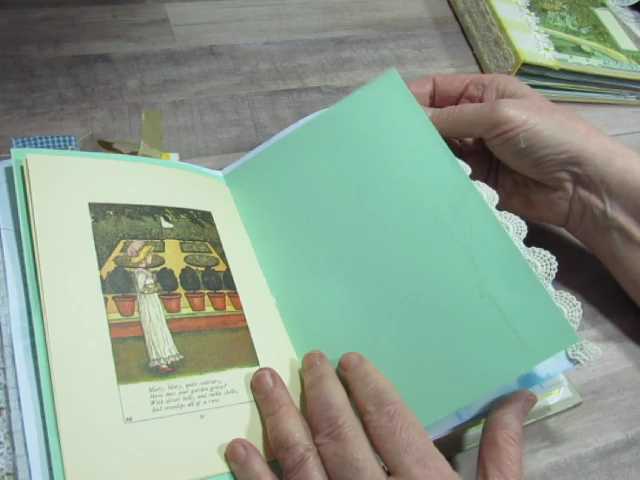 Mary, Mary, quite contrary,
How does your garden grow?
With silver bells, and cockle shells,
And cowslips all of a row.